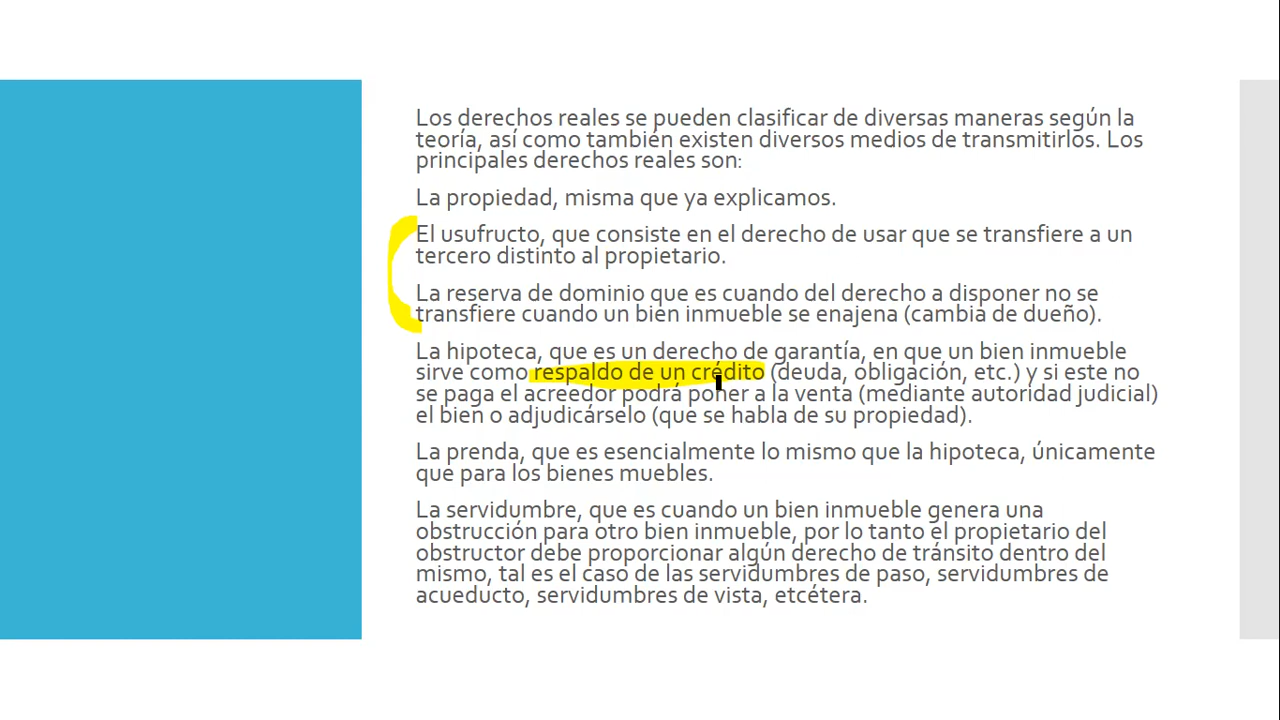 Los derechos reales se pueden clasificar de diversas maneras según la
teoría, así como también existen diversos medios de transmitirlos. Los
principales derechos reales son:
La propiedad, misma que ya explicamos.
El usufructo, que consiste en el derecho de usar que se transfiere a un
tercero distinto al propietario.
La reserva de dominio que es cuando del derecho a disponer no se
transfiere cuando un bien inmueble se enajena (cambia de dueño).
La hipoteca, que es un derecho de garantía, en que un bien inmueble
sirve como respaldo de un crédito (deuda, obligación, etc.) y si este no
se paga el acreedor podrá poner a la venta (mediante autoridad judicial)
el bien o adjudicárselo (que se habla de su propiedad).
La prenda, que es esencialmente lo mismo que la hipoteca, únicamente
que para los bienes muebles.
La servidumbre, que es cuando un bien inmueble genera una
obstrucción para otro bien inmueble, por lo tanto el propietario del
obstructor debe proporcionar algún derecho de tránsito dentro del
mismo, tal es el caso de las servidumbres de paso, servidumbres de
acueducto, servidumbres de vista, etcétera.